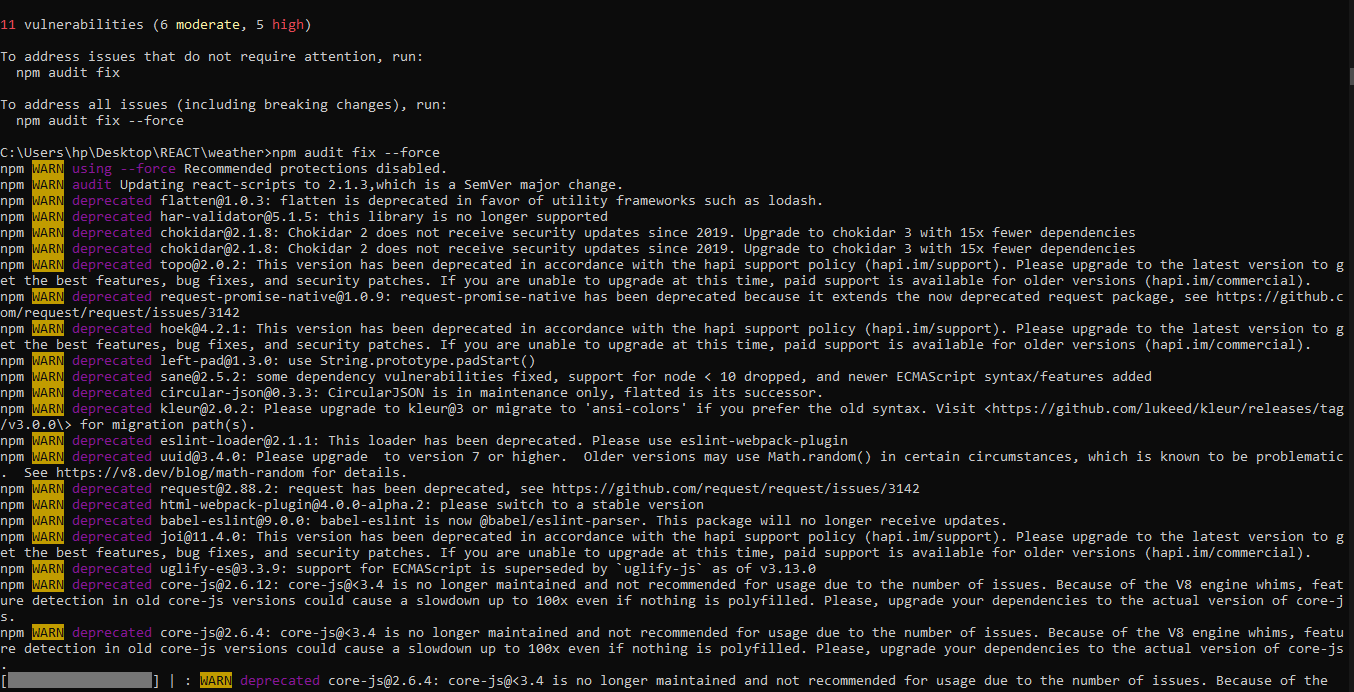 11 vulnerabilities (6 moderate, 5 high)
To address issues that do not require attention, run:
  npm audit fix
To address all issues (including breaking changes), run:
  npm audit fix --force
C:\Users\hp\Desktop\REACT\weather>npm audit fix --force
npm WARN using --force Recommended protections disabled.
npm WARN audit Updating react-scripts to 2.1.3,which is a SemVer major change.
npm WARN deprecated flatten@1.0.3: flatten is deprecated in favor of utility frameworks such as lodash.
npm WARN deprecated har-validator@5.1.5: this library is no longer supported
npm WARN deprecated chokidar@2.1.8: Chokidar 2 does not receive security updates since 2019. Upgrade to chokidar 3 with 15x fewer dependencies
npm WARN deprecated chokidar@2.1.8: Chokidar 2 does not receive security updates since 2019. Upgrade to chokidar 3 with 15x fewer dependencies
npm WARN deprecated topo@2.0.2: This version has been deprecated in accordance with the hapi support policy (hapi.im/support). Please upgrade to the latest version to g
et the best features, bug fixes, and security patches. If you are unable to upgrade at this time, paid support is available for older versions (hapi.im/commercial).
npm WARN deprecated request-promise-native@1.0.9: request-promise-native has been deprecated because it extends the now deprecated request package, see https://github.c
om/request/request/issues/3142
npm WARN deprecated hoek@4.2.1: This version has been deprecated in accordance with the hapi support policy (hapi.im/support). Please upgrade to the latest version to g
et the best features, bug fixes, and security patches. If you are unable to upgrade at this time, paid support is available for older versions (hapi.im/commercial).
npm WARN deprecated left-pad@1.3.0: use String.prototype.padStart()
npm WARN deprecated sane@2.5.2: some dependency vulnerabilities fixed, support for node < 10 dropped, and newer ECMAScript syntax/features added
npm WARN deprecated circular-json@0.3.3: CircularJSON is in maintenance only, flatted is its successor.
npm WARN deprecated kleur@2.0.2: Please upgrade to kleur@3 or migrate to 'ansi-colors' if you prefer the old syntax. Visit <https://github.com/lukeed/kleur/releases/tag
/v3.0.0\> for migration path(s).
npm WARN deprecated eslint-loader@2.1.1: This loader has been deprecated. Please use eslint-webpack-plugin
npm WARN deprecated uuid@3.4.0: Please upgrade  to version 7 or higher.  Older versions may use Math.random() in certain circumstances, which is known to be problematic
.  See https://v8.dev/blog/math-random for details.
npm WARN deprecated request@2.88.2: request has been deprecated, see https://github.com/request/request/issues/3142
npm WARN deprecated html-webpack-plugin@4.0.0-alpha.2: please switch to a stable version
npm WARN deprecated babel-eslint@9.0.0: babel-eslint is now @babel/eslint-parser. This package will no longer receive updates.
npm WARN deprecated joi@11.4.0: This version has been deprecated in accordance with the hapi support policy (hapi.im/support). Please upgrade to the latest version to g
et the best features, bug fixes, and security patches. If you are unable to upgrade at this time, paid support is available for older versions (hapi.im/commercial).
npm WARN deprecated uglify-es@3.3.9: support for ECMAScript is superseded by `uglify-js` as of v3.13.0
npm WARN deprecated core-js@2.6.12: core-js@<3.4 is no longer maintained and not recommended for usage due to the number of issues. Because of the V8 engine whims, feat
ure detection in old core-js versions could cause a slowdown up to 100x even if nothing is polyfilled. Please, upgrade your dependencies to the actual version of core-j
s.
npm WARN deprecated core-js@2.6.4: core-js@<3.4 is no longer maintained and not recommended for usage due to the number of issues. Because of the V8 engine whims, featu
re detection in old core-js versions could cause a slowdown up to 100x even if nothing is polyfilled. Please, upgrade your dependencies to the actual version of core-js
.
[                  ] | : WARN deprecated core-js@2.6.4: core-js@<3.4 is no longer maintained and not recommended for usage due to the number of issues. Because of the